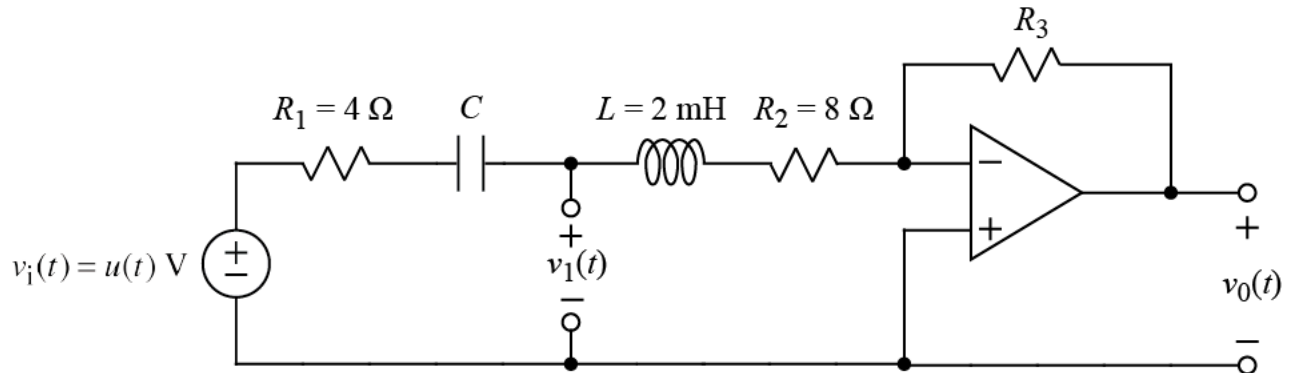 R3
R1 = 4 Ω
C
L = 2 mH
R2 = 8 Ω
−
+
+
−
vi(t) = u(t) V
+
v1(t)
−
+
v0(t)
−